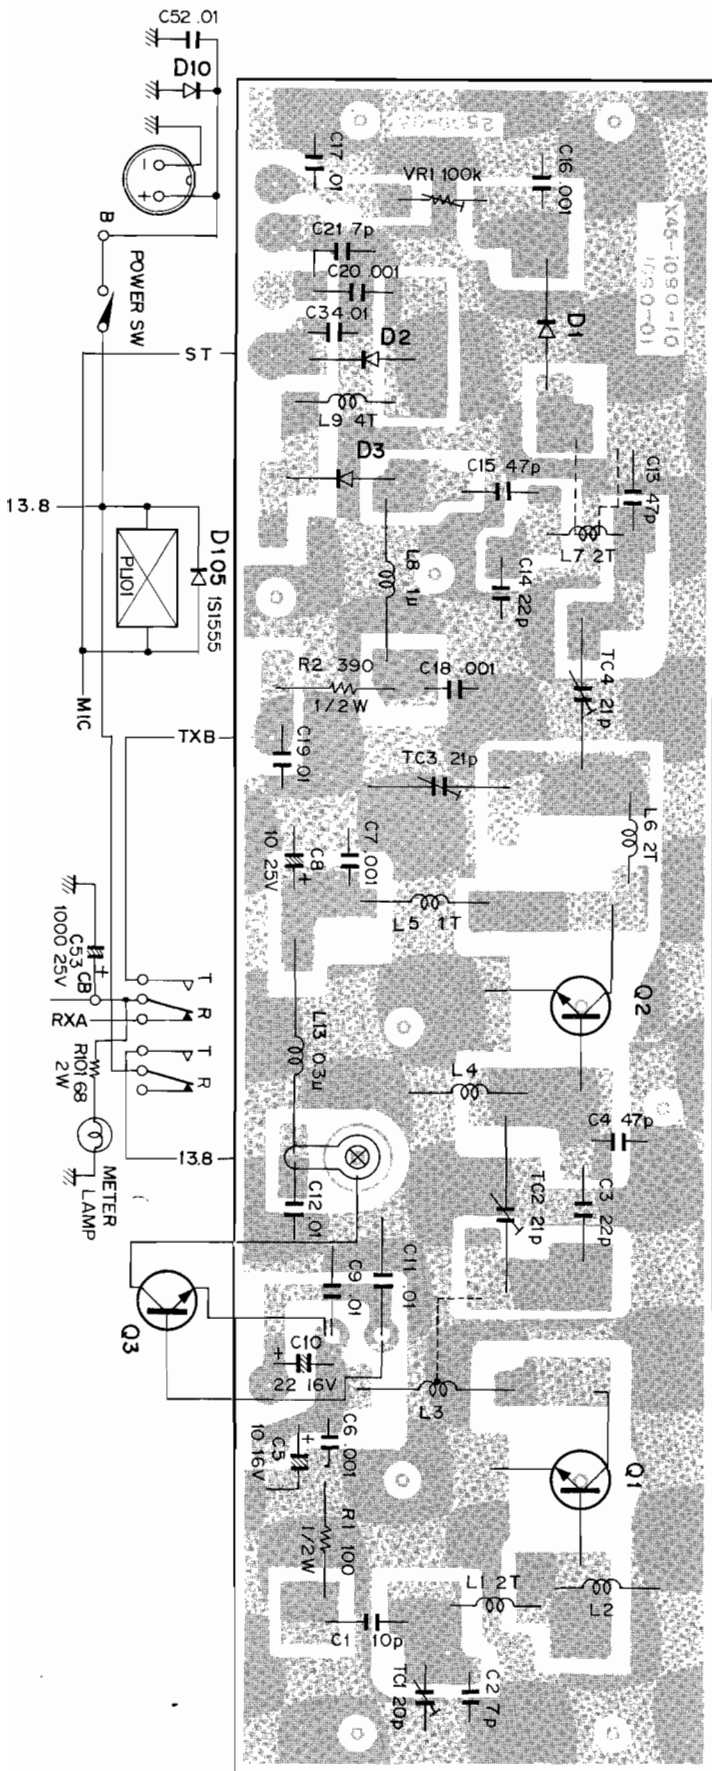 C52 .01
D10
−
+
B
POWER SW
ST
13.8
PIJ01
D105
1S1555
MIC
TXB
C53
1000 25V
+
CB
RXA
T
R
T
R
R101 68
2W
METER
LAMP
13.8
Q3
C17 .01
VR1 100k
C16 .001
X45-1090-10
C21 7p
C20 .001
C34 .01
D2
D1
L9 4T
D3
C15 47p
C13 47p
L7 2T
L8 1μ
C14 22p
R2 390
1/2W
C18 .001
TC4 21p
C19 .01
TC3 21p
L6 2T
C8
10 25V
+
C7 .001
L5 1T
Q2
L13 0.3μ
L4
C4 47p
C12 .01
TC2 21p
C3 22p
C9 .01
C11 .01
+
C10
22 16V
L3
C5
10 16V
+
C6 .001
Q1
R1 100
1/2W
L1 2T
L2
C1 10p
TC1 20p
C2 7p